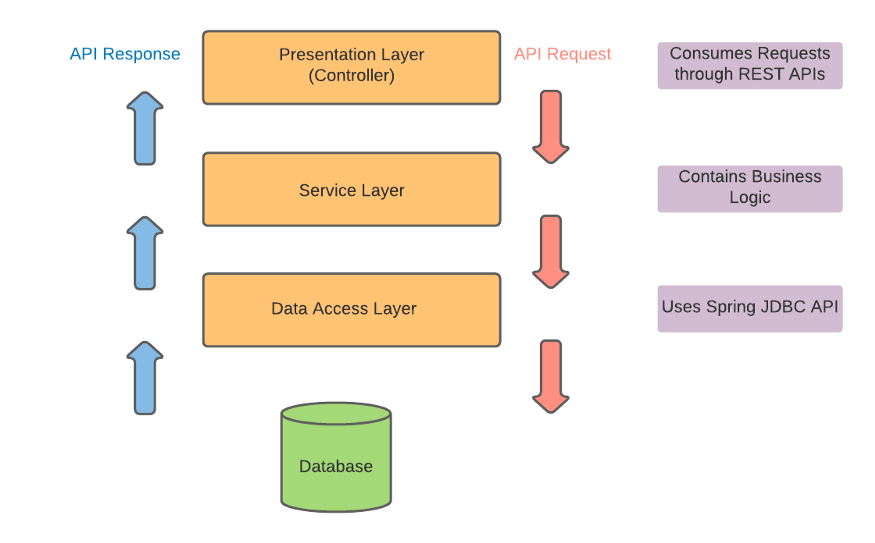 API Response
Presentation Layer
(Controller)
API Request
Consumes Requests
through REST APIs
Service Layer
Contains Business
Logic
Data Access Layer
Uses Spring JDBC API
Database